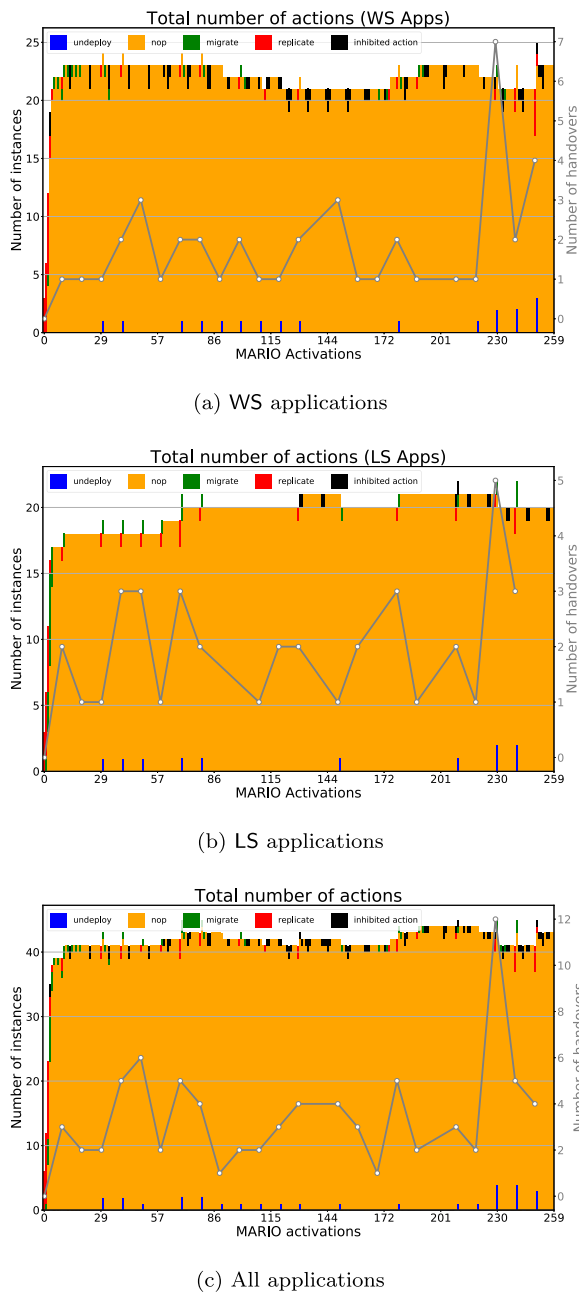 Total number of actions (WS Apps)
undeploy nop migrate replicate inhibited action
Number of instances
0 5 10 15 20 25
Number of handovers
0 1 2 3 4 5 6 7
0 29 57 86 115 144 172 201 230 259
MARIO Activations
(a) WS applications
Total number of actions (LS Apps)
undeploy nop migrate replicate inhibited action
Number of instances
0 5 10 15 20
Number of handovers
0 1 2 3 4 5
0 29 57 86 115 144 172 201 230 259
MARIO Activations
(b) LS applications
Total number of actions
undeploy nop migrate replicate inhibited action
Number of instances
0 10 20 30 40
Number of handovers
0 2 4 6 8 10 12
0 29 57 86 115 144 172 201 230 259
MARIO activations
(c) All applications